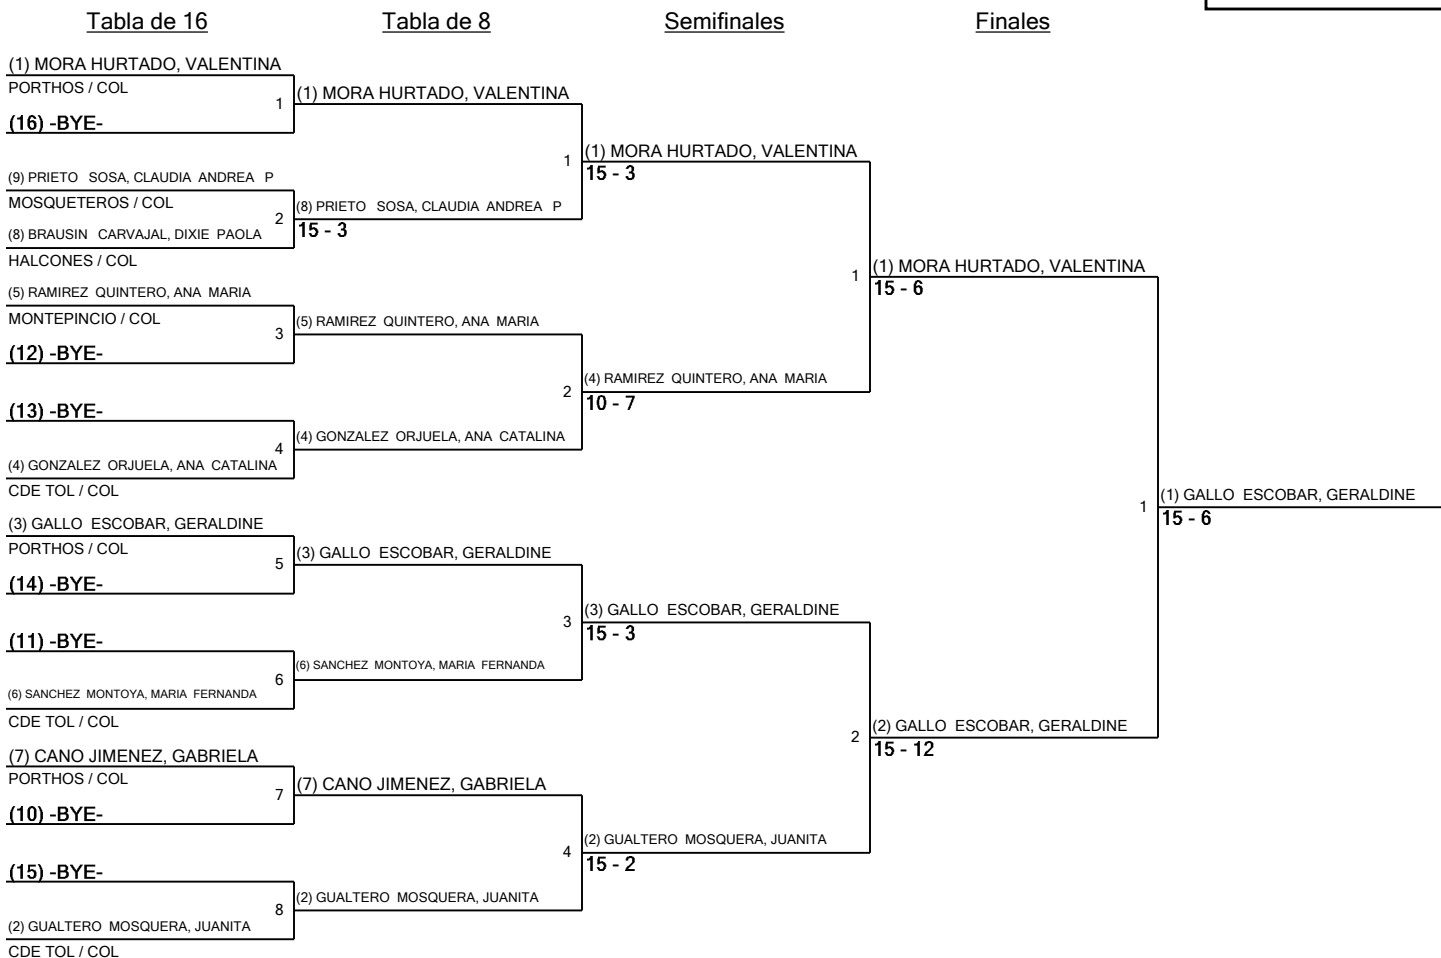 Tabla de 16
Tabla de 8
Semifinales
Finales
(1) MORA HURTADO, VALENTINA
PORTHOS / COL
1
(16) -BYE-
(9) PRIETO SOSA, CLAUDIA ANDREA P
MOSQUETEROS / COL
2
(8) BRAUSIN CARVAJAL, DIXIE PAOLA
HALCONES / COL
(5) RAMIREZ QUINTERO, ANA MARIA
MONTEPINCIO / COL
3
(12) -BYE-
(13) -BYE-
4
(4) GONZALEZ ORJUELA, ANA CATALINA
CDE TOL / COL
(3) GALLO ESCOBAR, GERALDINE
PORTHOS / COL
5
(14) -BYE-
(11) -BYE-
6
(6) SANCHEZ MONTOYA, MARIA FERNANDA
CDE TOL / COL
(7) CANO JIMENEZ, GABRIELA
PORTHOS / COL
7
(10) -BYE-
(15) -BYE-
8
(2) GUALTERO MOSQUERA, JUANITA
CDE TOL / COL
(1) MORA HURTADO, VALENTINA
1
(8) PRIETO SOSA, CLAUDIA ANDREA P
15 - 3
(5) RAMIREZ QUINTERO, ANA MARIA
2
(4) GONZALEZ ORJUELA, ANA CATALINA
(3) GALLO ESCOBAR, GERALDINE
3
(6) SANCHEZ MONTOYA, MARIA FERNANDA
(7) CANO JIMENEZ, GABRIELA
4
(2) GUALTERO MOSQUERA, JUANITA
(1) MORA HURTADO, VALENTINA
15 - 3
1
(4) RAMIREZ QUINTERO, ANA MARIA
10 - 7
(3) GALLO ESCOBAR, GERALDINE
15 - 3
2
(2) GUALTERO MOSQUERA, JUANITA
15 - 2
(1) MORA HURTADO, VALENTINA
15 - 6
1
(2) GALLO ESCOBAR, GERALDINE
15 - 12
(1) GALLO ESCOBAR, GERALDINE
15 - 6